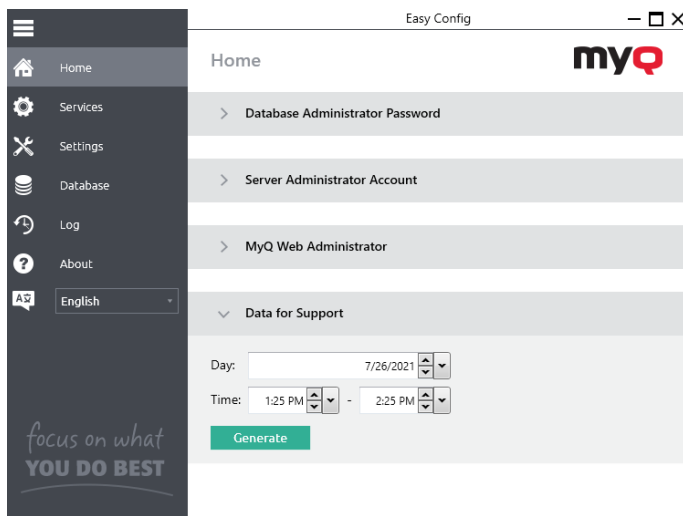 Easy Config
Home
Services
Settings
Database
Log
About
English
focus on what
YOU DO BEST
Home
myQ
Database Administrator Password
Server Administrator Account
MyQ Web Administrator
Data for Support
Day: 7/26/2021
Time: 1:25 PM - 2:25 PM
Generate